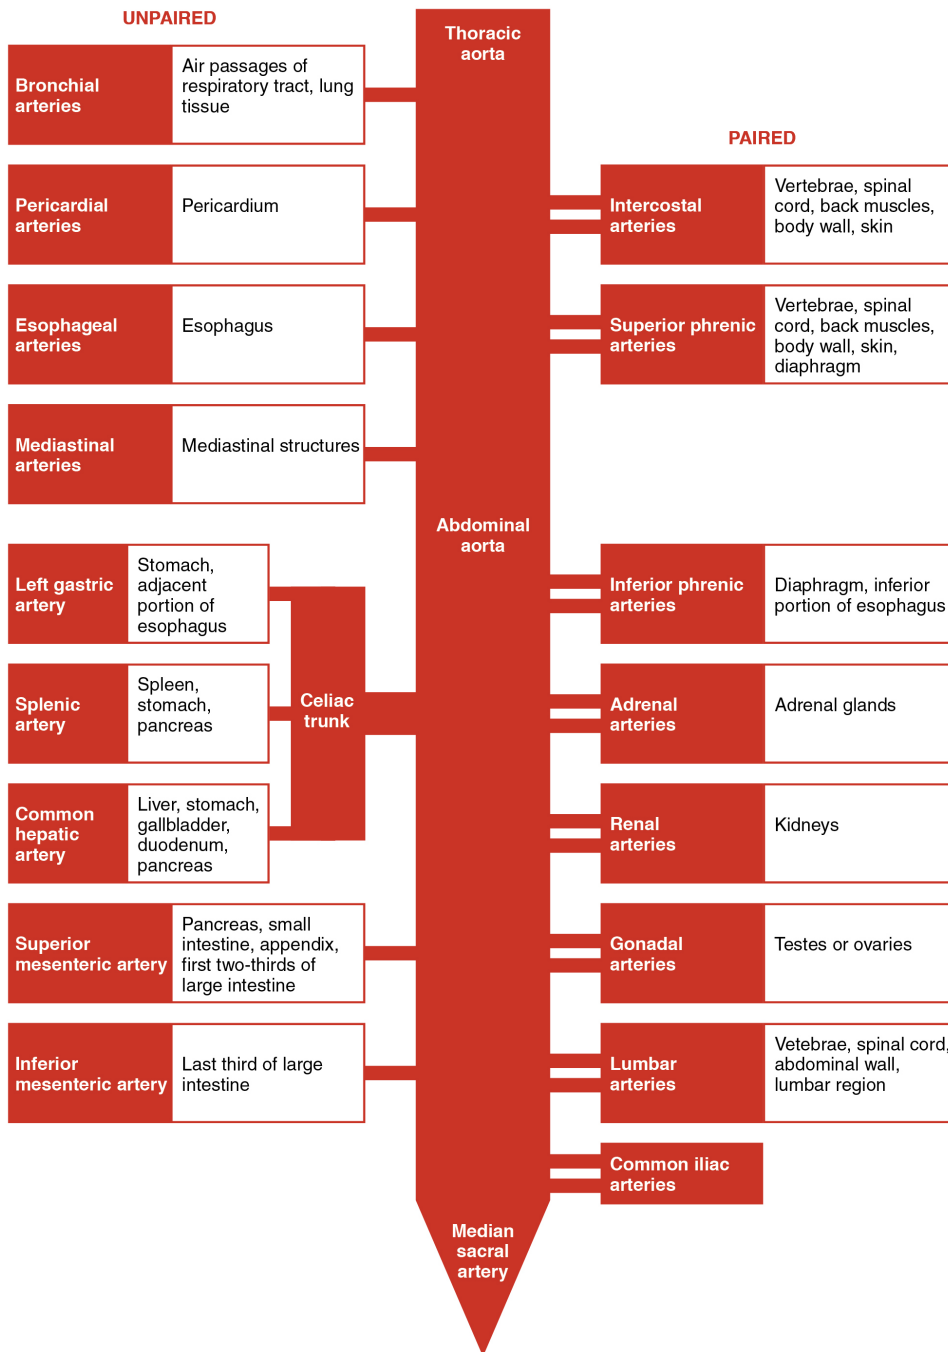 UNPAIRED
Thoracic
aorta
Bronchial
arteries
Air passages of
respiratory tract, lung
tissue
PAIRED
Pericardial
arteries
Pericardium
Intercostal
arteries
Vertebrae, spinal
cord, back muscles,
body wall, skin
Esophageal
arteries
Esophagus
Superior phrenic
arteries
Vertebrae, spinal
cord, back muscles,
body wall, skin,
diaphragm
Mediastinal
arteries
Mediastinal structures
Abdominal
aorta
Left gastric
artery
Stomach,
adjacent
portion of
esophagus
Inferior phrenic
arteries
Diaphragm, inferior
portion of esophagus
Splenic
artery
Spleen,
stomach,
pancreas
Celiac
trunk
Adrenal
arteries
Adrenal glands
Common
hepatic
artery
Liver, stomach,
gallbladder,
duodenum,
pancreas
Renal
arteries
Kidneys
Superior
mesenteric artery
Pancreas, small
intestine, appendix,
first two-thirds of
large intestine
Gonadal
arteries
Testes or ovaries
Inferior
mesenteric artery
Last third of large
intestine
Lumbar
arteries
Vetebrae, spinal cord,
abdominal wall,
lumbar region
Common iliac
arteries
Median
sacral
artery